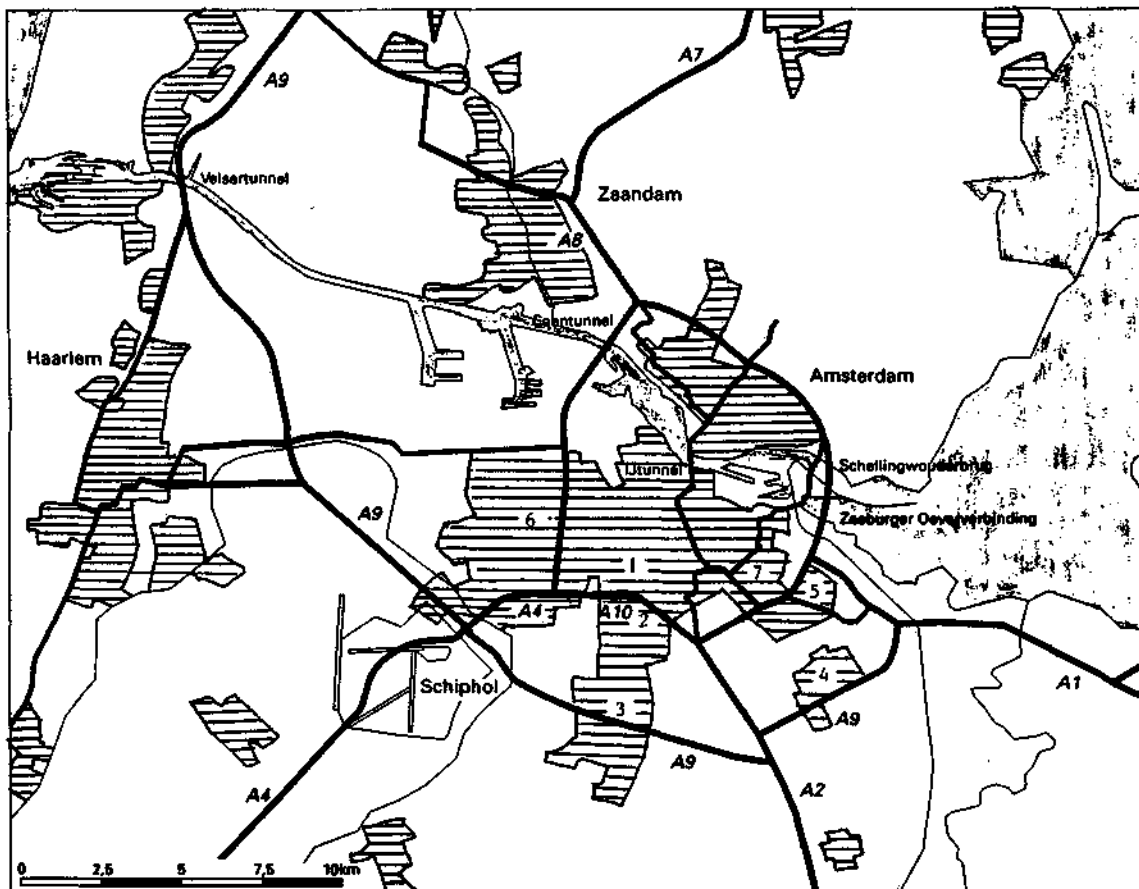 A9
A7
Velsertunnel
Zaandam
A8
Coentunnel
Haarlem
Amsterdam
IJtunnel
Schellingwouderbrug
A9
6
Zeeburger Oeververbinding
1
7
5
A4
A10
2
4
Schiphol
A1
3
A9
A9
A4
A2
0 2,5 5 7,5 10km